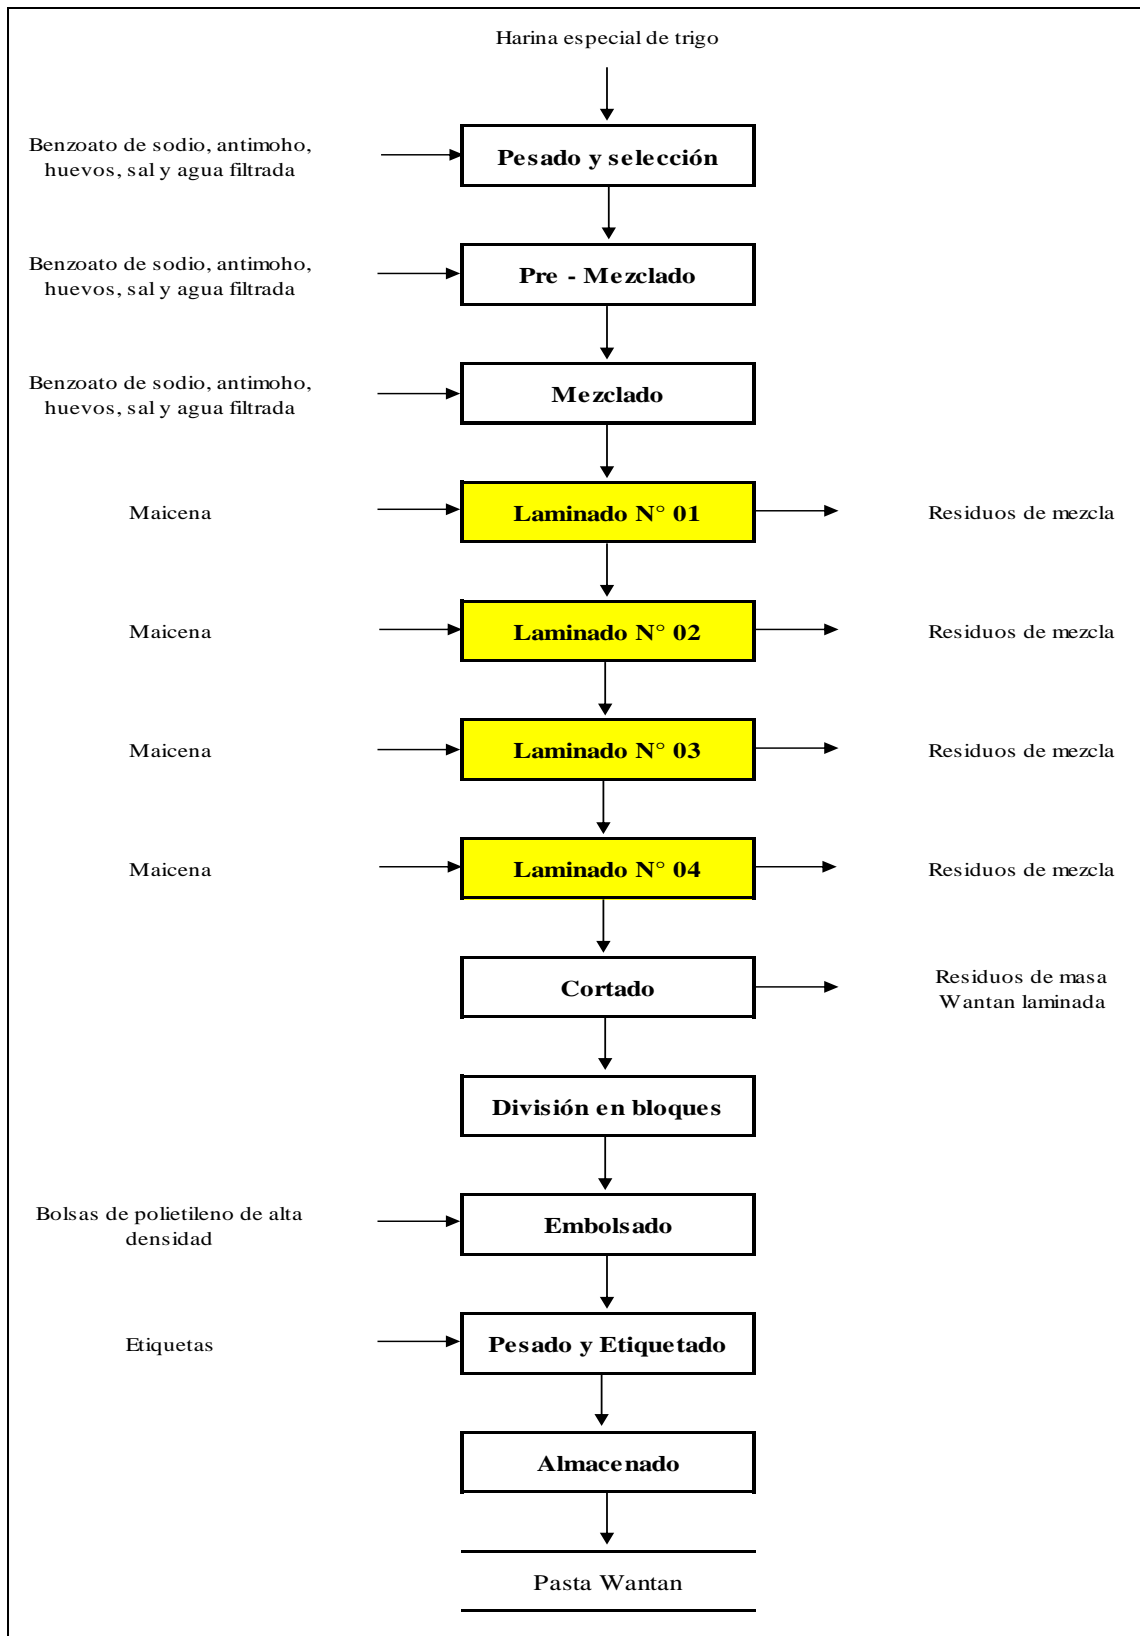 Harina especial de trigo
Benzoato de sodio, antimoho,
huevos, sal y agua filtrada
Pesado y selección
Benzoato de sodio, antimoho,
huevos, sal y agua filtrada
Pre - Mezclado
Benzoato de sodio, antimoho,
huevos, sal y agua filtrada
Mezclado
Maicena
Laminado N° 01
Residuos de mezcla
Maicena
Laminado N° 02
Residuos de mezcla
Maicena
Laminado N° 03
Residuos de mezcla
Maicena
Laminado N° 04
Residuos de mezcla
Cortado
Residuos de masa
Wantan laminada
División en bloques
Bolsas de polietileno de alta
densidad
Embolsado
Etiquetas
Pesado y Etiquetado
Almacenado
Pasta Wantan